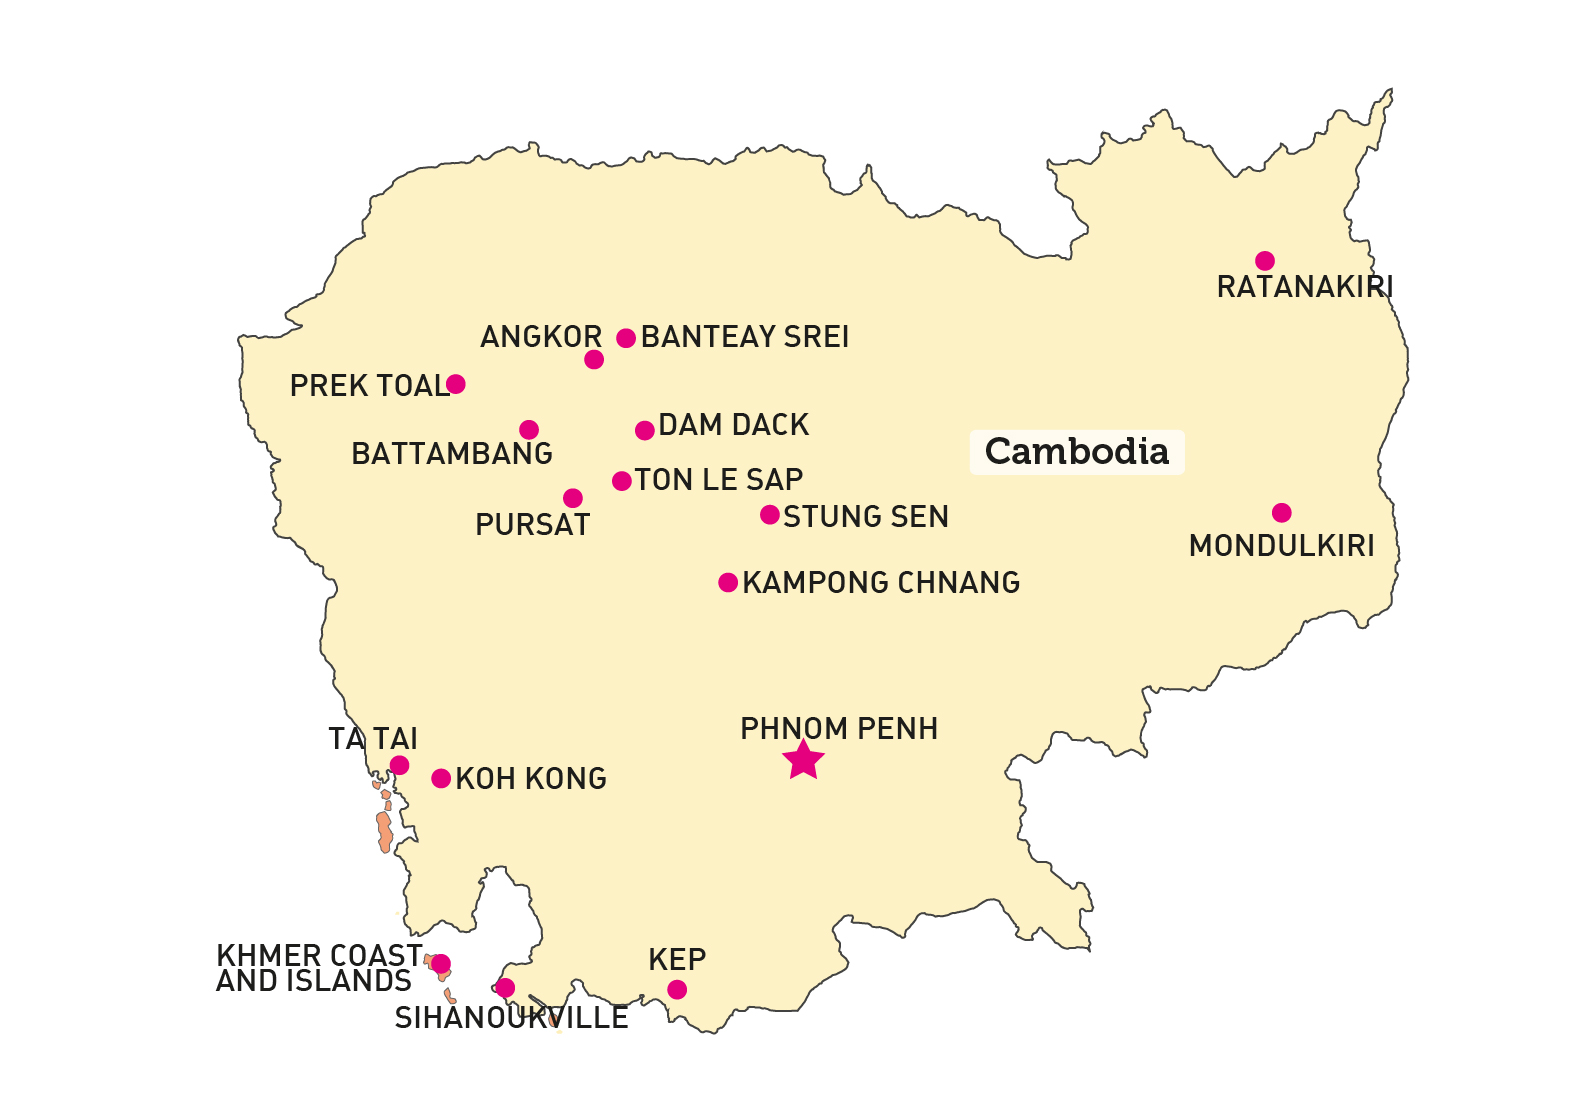 RATANAKIRI
ANGKOR
BANTEAY SREI
PREK TOAL
DAM DACK
BATTAMBANG
Cambodia
TON LE SAP
PURSAT
STUNG SEN
MONDULKIRI
KAMPONG CHNANG
PHNOM PENH
TA TAI
KOH KONG
KHMER COAST
AND ISLANDS
KEP
SIHANOUKVILLE